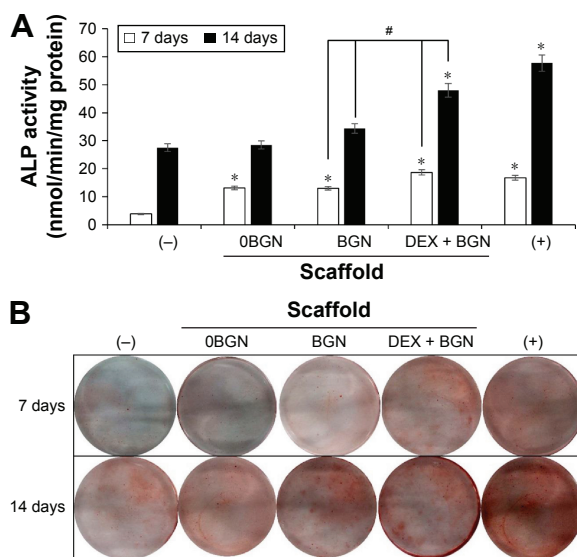 A
7 days 14 days
#
ALP activity
(nmol/min/mg protein)
70
60
50
40
30
20
10
0
*
*
*
*
*
*
(–) 0BGN BGN DEX + BGN (+)
Scaffold
B
Scaffold
(–) 0BGN BGN DEX + BGN (+)
7 days
14 days